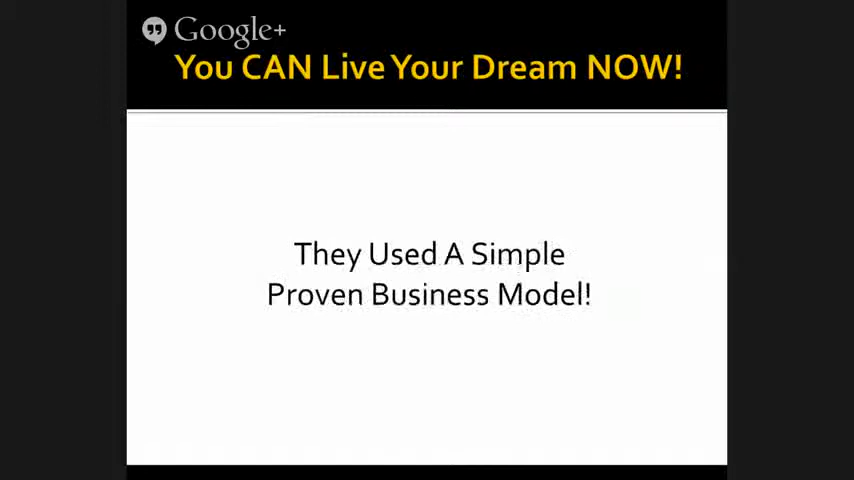 Google+
You CAN Live Your Dream NOW!
They Used A Simple
Proven Business Model!